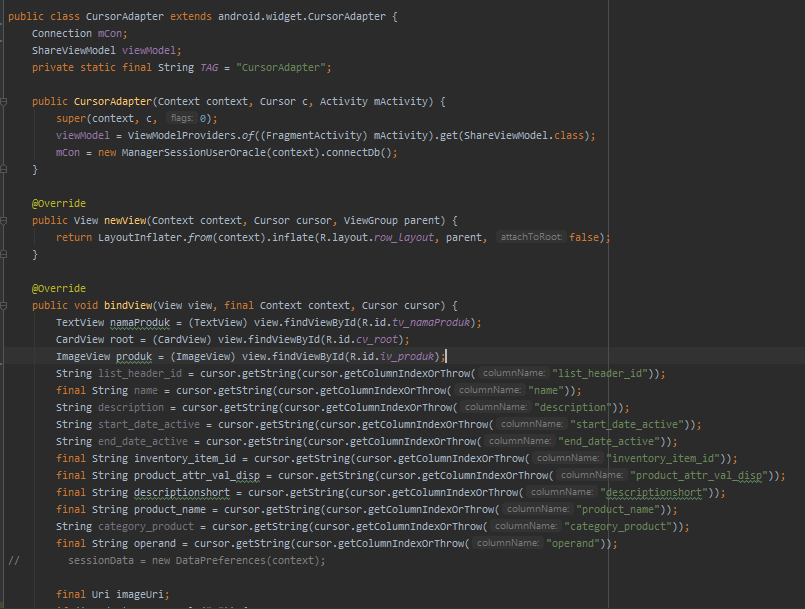 public class CursorAdapter extends android.widget.CursorAdapter {
    Connection mCon;
    ShareViewModel viewModel;
    private static final String TAG = "CursorAdapter";

    public CursorAdapter(Context context, Cursor c, Activity mActivity) {
        super(context, c, flags: 0);
        viewModel = ViewModelProviders.of((FragmentActivity) mActivity).get(ShareViewModel.class);
        mCon = new ManagerSessionUserOracle(context).connectDb();
    }

    @Override
    public View newView(Context context, Cursor cursor, ViewGroup parent) {
        return LayoutInflater.from(context).inflate(R.layout.row_layout, parent, attachToRoot: false);
    }

    @Override
    public void bindView(View view, final Context context, Cursor cursor) {
        TextView namaProduk = (TextView) view.findViewById(R.id.tv_namaProduk);
        CardView root = (CardView) view.findViewById(R.id.cv_root);
        ImageView produk = (ImageView) view.findViewById(R.id.iv_produk);
        String list_header_id = cursor.getString(cursor.getColumnIndexOrThrow( columnName: "list_header_id"));
        final String name = cursor.getString(cursor.getColumnIndexOrThrow( columnName: "name"));
        String description = cursor.getString(cursor.getColumnIndexOrThrow( columnName: "description"));
        String start_date_active = cursor.getString(cursor.getColumnIndexOrThrow( columnName: "start_date_active"));
        String end_date_active = cursor.getString(cursor.getColumnIndexOrThrow( columnName: "end_date_active"));
        final String inventory_item_id = cursor.getString(cursor.getColumnIndexOrThrow( columnName: "inventory_item_id"));
        final String product_attr_val_disp = cursor.getString(cursor.getColumnIndexOrThrow( columnName: "product_attr_val_disp"));
        final String descriptionshort = cursor.getString(cursor.getColumnIndexOrThrow( columnName: "descriptionshort"));
        final String product_name = cursor.getString(cursor.getColumnIndexOrThrow( columnName: "product_name"));
        String category_product = cursor.getString(cursor.getColumnIndexOrThrow( columnName: "category_product"));
        final String operand = cursor.getString(cursor.getColumnIndexOrThrow( columnName: "operand"));
//        sessionData = new DataPreferences(context);

        final Uri imageUri;